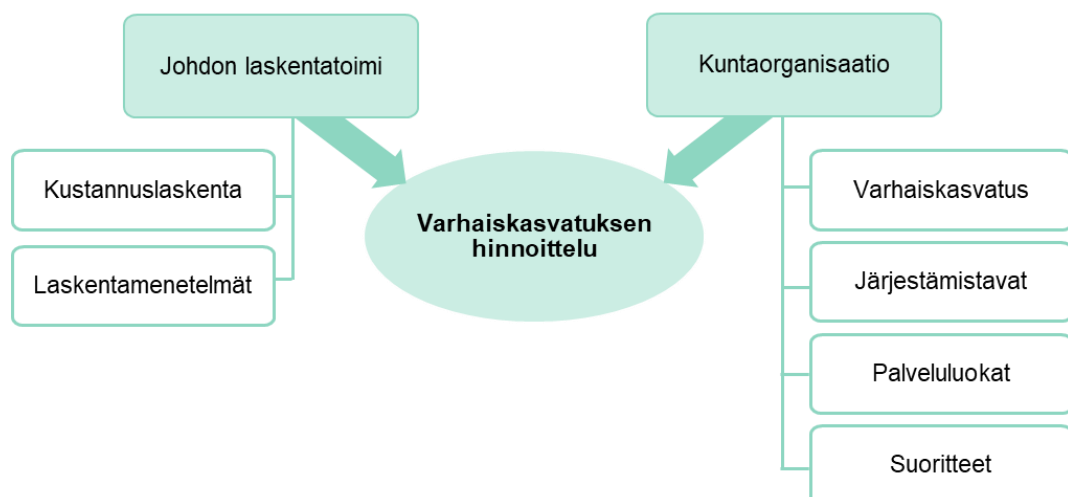 Johdon laskentatoimi
Kuntaorganisaatio
Kustannuslaskenta
Laskentamenetelmät
Varhaiskasvatuksen
hinnoittelu
Varhaiskasvatus
Järjestämistavat
Palveluluokat
Suoritteet